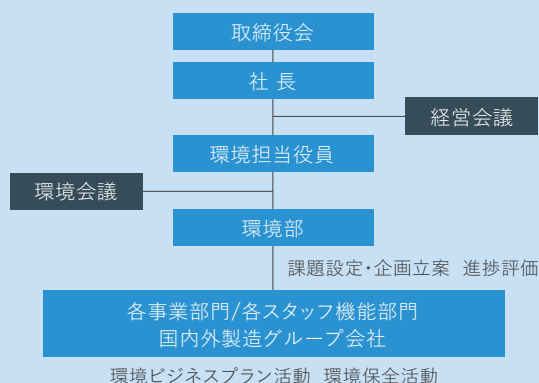 取締役会
社 長
経営会議
環境担当役員
環境会議
環境部
課題設定・企画立案 進捗評価
各事業部門/各スタッフ機能部門
国内外製造グループ会社
環境ビジネスプラン活動 環境保全活動